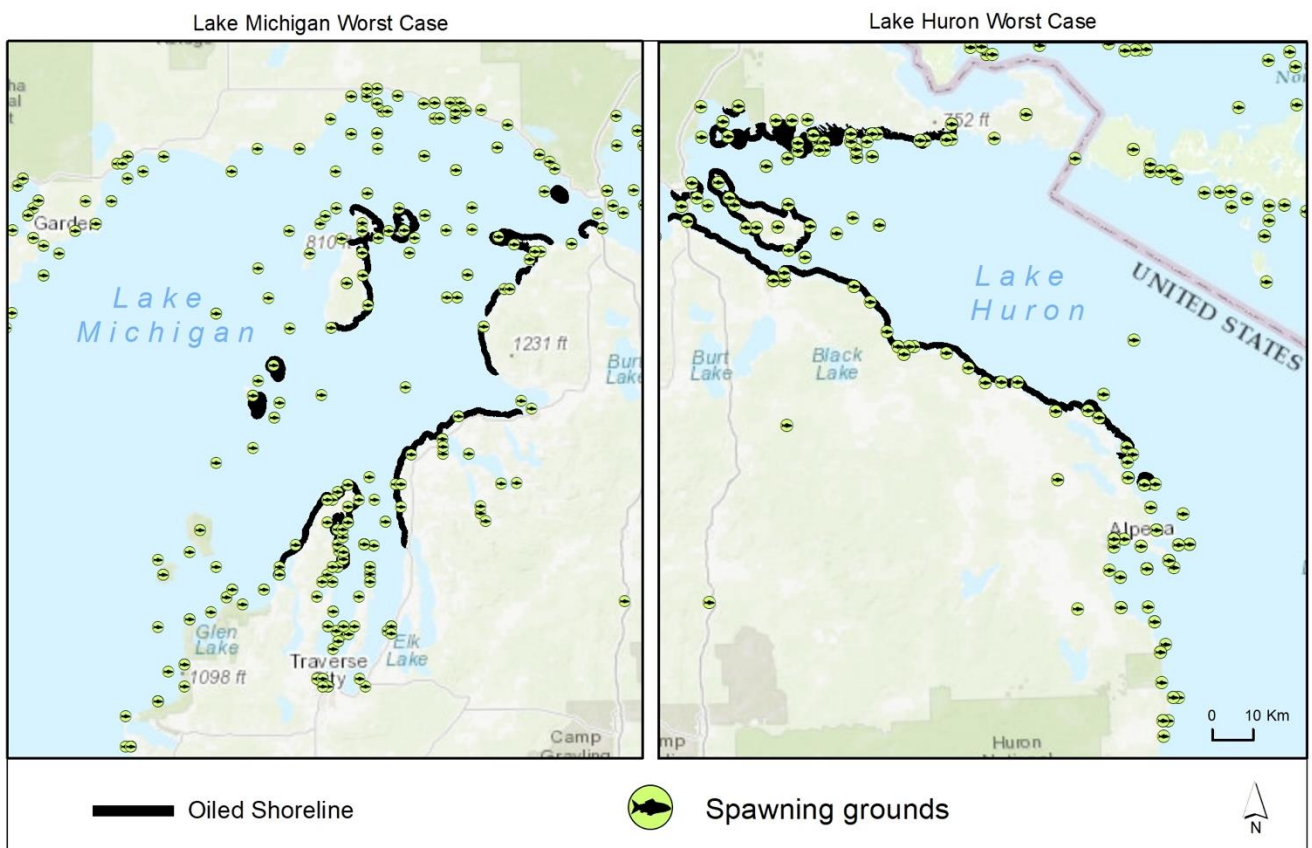 Lake Michigan Worst Case
Lake Huron Worst Case
752 ft
Garden
810 ft
Lake
Michigan
1231 ft
Burt
Lake
Black
Lake
Lake
Huron
UNITED STATES
Alpena
Glen
Lake
Elk
Lake
Traverse
City
1098 ft
Camp
Grayling
mp
Huron
0 10 Km
Oiled Shoreline
Spawning grounds
N